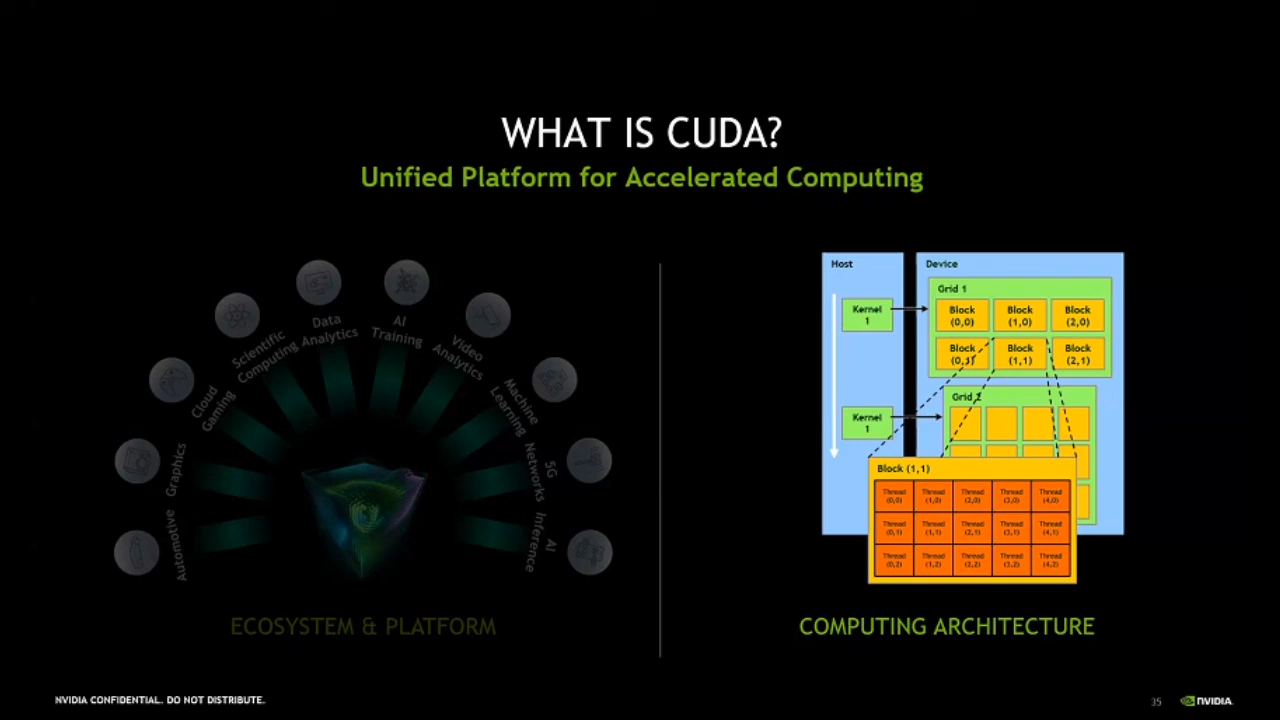 WHAT IS CUDA?
Unified Platform for Accelerated Computing
Automotive
Graphics
Cloud
Gaming
Scientific
Computing
Data
Analytics
AI
Training
Video
Analytics
Machine
Learning
5G
Networks
AI
Inference
ECOSYSTEM & PLATFORM
Host
Device
Kernel
1
Grid 1
Block
(0,0)
Block
(1,0)
Block
(2,0)
Block
(0,1)
Block
(1,1)
Block
(2,1)
Kernel
1
Grid 2
Block (1,1)
Thread
(0,0)
Thread
(1,0)
Thread
(2,0)
Thread
(3,0)
Thread
(4,0)
Thread
(0,1)
Thread
(1,1)
Thread
(2,1)
Thread
(3,1)
Thread
(4,1)
Thread
(0,2)
Thread
(1,2)
Thread
(2,2)
Thread
(3,2)
Thread
(4,2)
COMPUTING ARCHITECTURE
NVIDIA CONFIDENTIAL. DO NOT DISTRIBUTE.
35
NVIDIA.